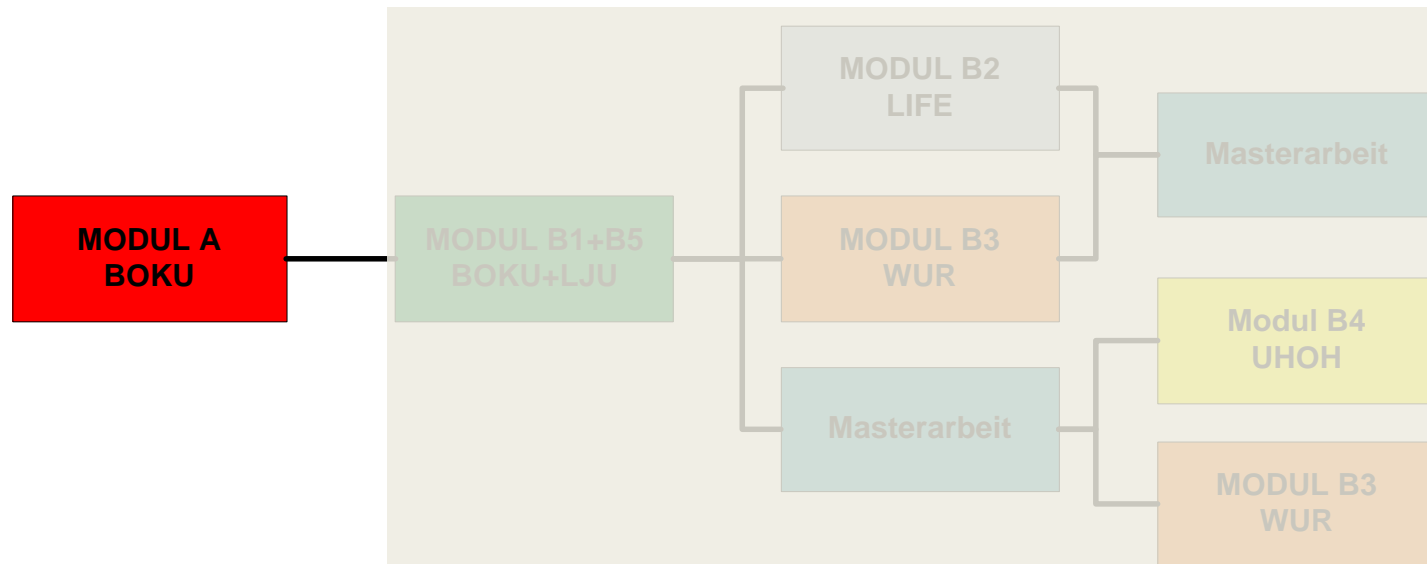 MODUL A
BOKU
MODUL B1+B5
BOKU+LJU
MODUL B2
LIFE
MODUL B3
WUR
Masterarbeit
Masterarbeit
Modul B4
UHOH
MODUL B3
WUR